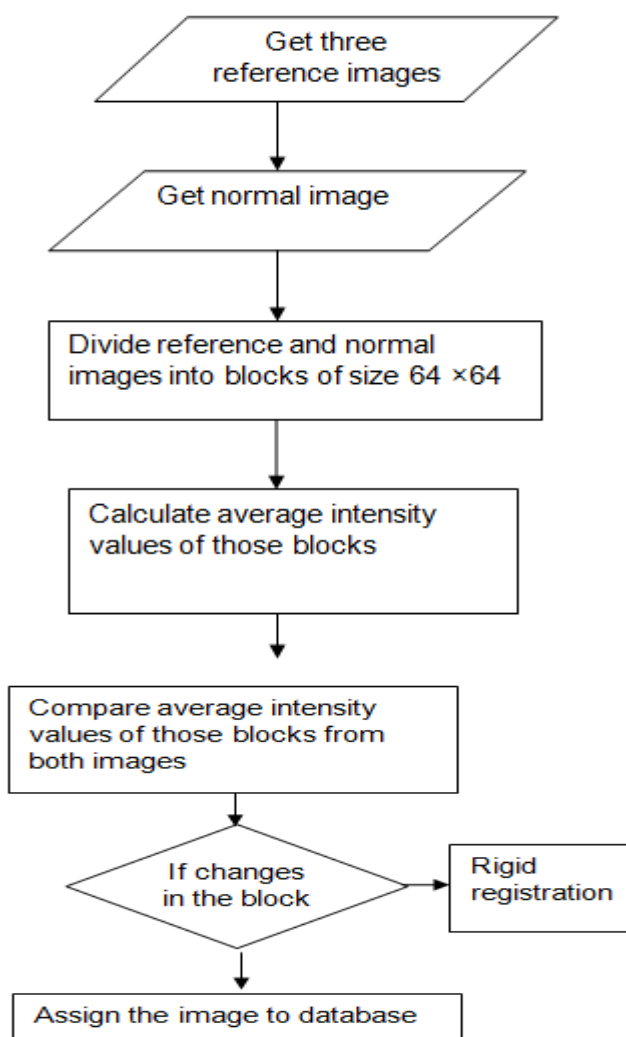 Get three
reference images
Get normal image
Divide reference and normal
images into blocks of size 64 ×64
Calculate average intensity
values of those blocks
Compare average intensity
values of those blocks from
both images
If changes
in the block
Rigid
registration
Assign the image to database